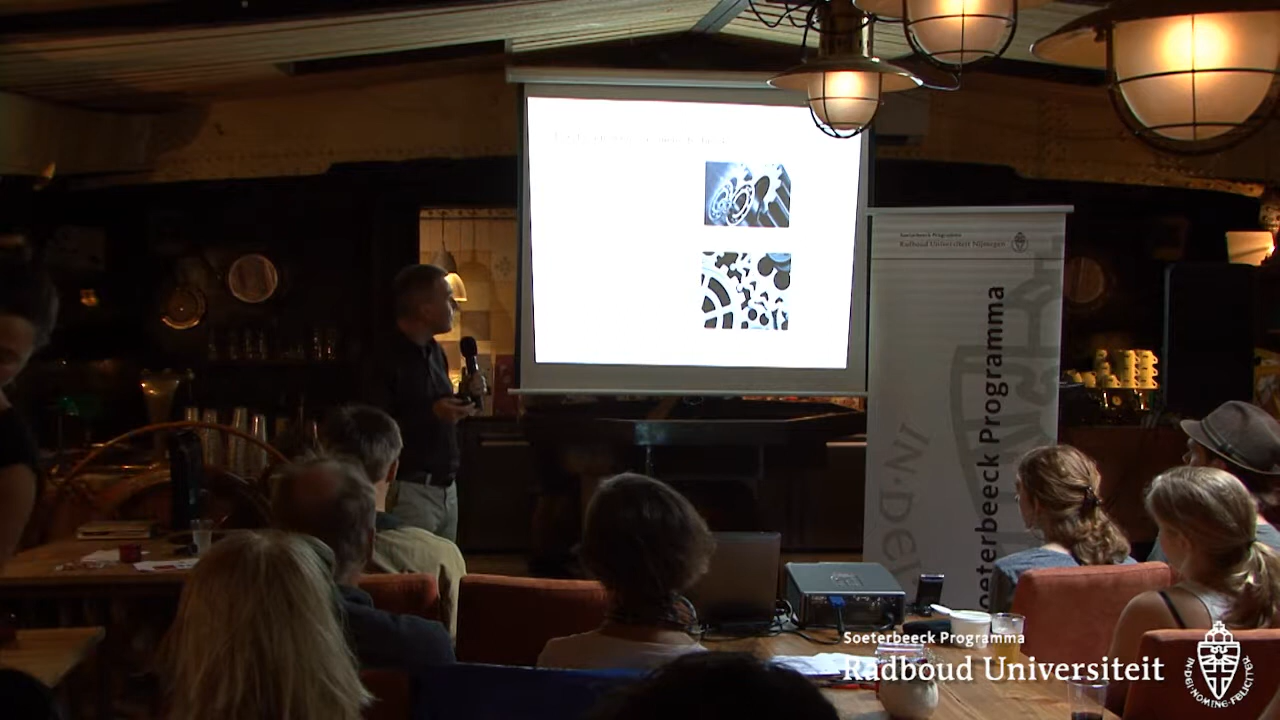 Soeterbeeck Programma
Radboud Universiteit Nijmegen
Soeterbeeck Programma
IN·DEI
Soeterbeeck Programma
Radboud Universiteit
IN·DEI·NOMINE·FELICITER